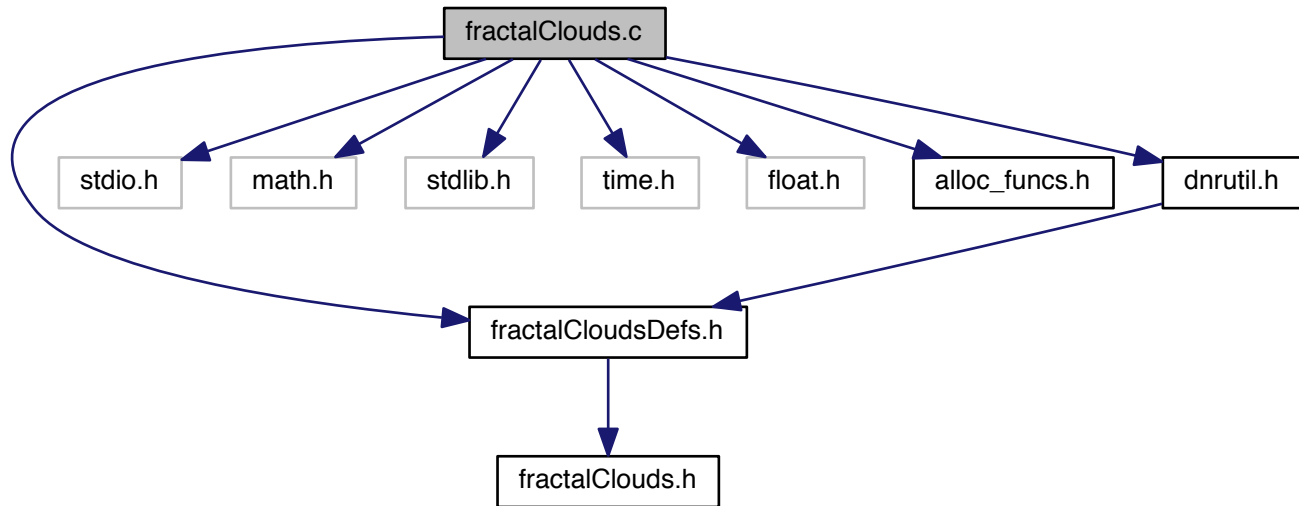 fractalClouds.c
stdio.h
math.h
stdlib.h
time.h
float.h
alloc_funcs.h
dnrutil.h
fractalCloudsDefs.h
fractalClouds.h